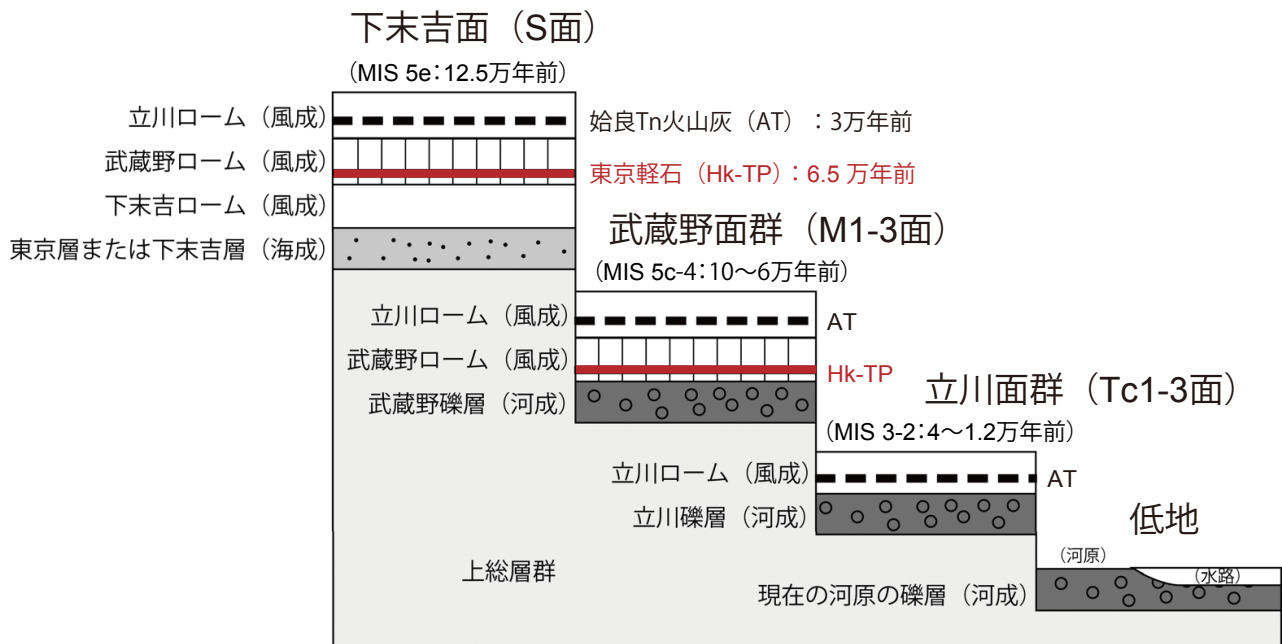 下末吉面（S面）
（MIS 5e：12.5万年前）
立川ローム（風成）
姶良Tn火山灰（AT）：3万年前
武蔵野ローム（風成）
東京軽石（Hk-TP）：6.5 万年前
下末吉ローム（風成）
東京層または下末吉層（海成）
武蔵野面群（M1-3面）
（MIS 5c-4：10～6万年前）
立川ローム（風成）
AT
武蔵野ローム（風成）
Hk-TP
武蔵野礫層（河成）
立川面群（Tc1-3面）
（MIS 3-2：4～1.2万年前）
立川ローム（風成）
AT
立川礫層（河成）
低地
（河原）
（水路）
上総層群
現在の河原の礫層（河成）